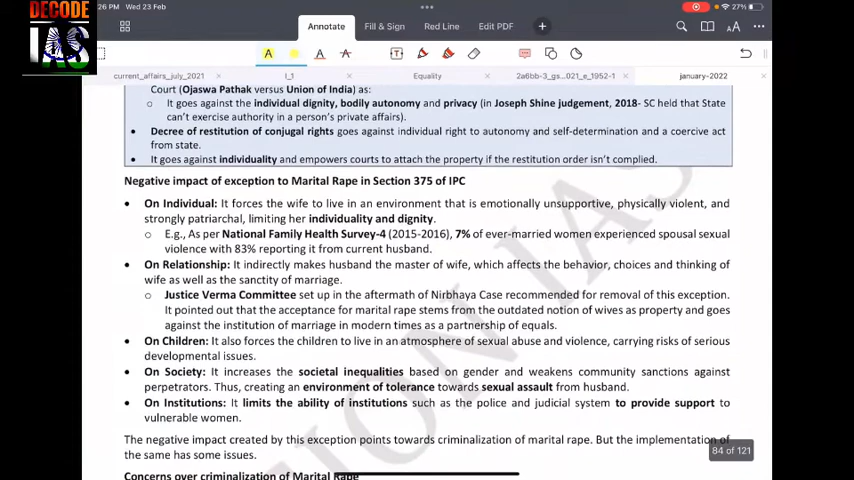 DECODE
IAS
26 PM Wed 23 Feb
27%
Annotate
Fill & Sign
Red Line
Edit PDF
current_affairs_july_2021
l_1
Equality
2a6bb-3_gs...021_e_1952-1
january-2022
Court (Ojaswa Pathak versus Union of India) as:
It goes against the individual dignity, bodily autonomy and privacy (in Joseph Shine judgement, 2018- SC held that State
can't exercise authority in a person's private affairs).
Decree of restitution of conjugal rights goes against individual right to autonomy and self-determination and a coercive act
from state.
It goes against individuality and empowers courts to attach the property if the restitution order isn't complied.
Negative impact of exception to Marital Rape in Section 375 of IPC
On Individual: It forces the wife to live in an environment that is emotionally unsupportive, physically violent, and
strongly patriarchal, limiting her individuality and dignity.
E.g., As per National Family Health Survey-4 (2015-2016), 7% of ever-married women experienced spousal sexual
violence with 83% reporting it from current husband.
On Relationship: It indirectly makes husband the master of wife, which affects the behavior, choices and thinking of
wife as well as the sanctity of marriage.
Justice Verma Committee set up in the aftermath of Nirbhaya Case recommended for removal of this exception.
It pointed out that the acceptance for marital rape stems from the outdated notion of wives as property and goes
against the institution of marriage in modern times as a partnership of equals.
On Children: It also forces the children to live in an atmosphere of sexual abuse and violence, carrying risks of serious
developmental issues.
On Society: It increases the societal inequalities based on gender and weakens community sanctions against
perpetrators. Thus, creating an environment of tolerance towards sexual assault from husband.
On Institutions: It limits the ability of institutions such as the police and judicial system to provide support to
vulnerable women.
The negative impact created by this exception points towards criminalization of marital rape. But the implementation of
the same has some issues.
84 of 121
Concerns over criminalization of Marital Rape